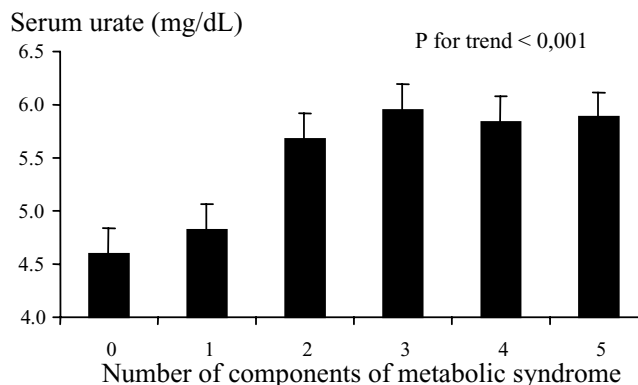 Serum urate (mg/dL)
P for trend < 0,001
6.5
6.0
5.5
5.0
4.5
4.0
0 1 2 3 4 5
Number of components of metabolic syndrome